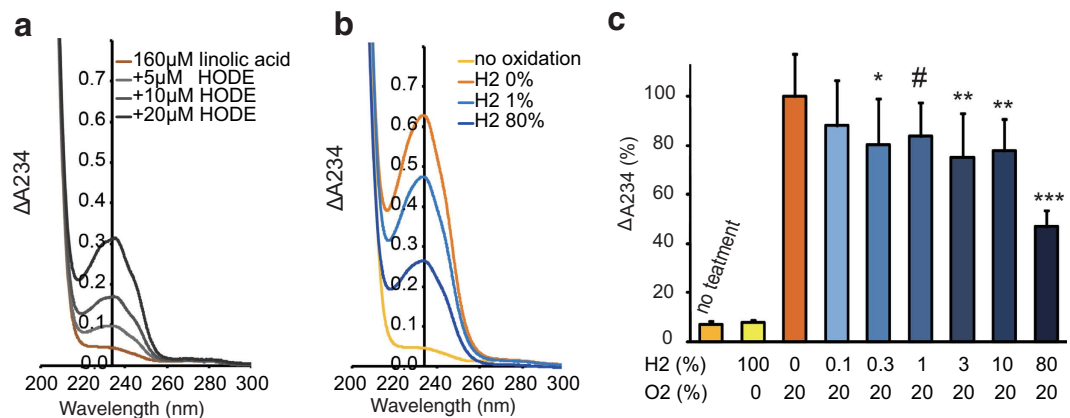 a
160µM linolic acid
+5µM HODE
+10µM HODE
+20µM HODE
0.7
0.6
0.5
0.4
0.3
0.2
0.1
0.0
ΔA234
200 220 240 260 280 300
Wavelength (nm)
b
no oxidation
H2 0%
H2 1%
H2 80%
0.7
0.6
0.5
0.4
0.3
0.2
0.1
0.0
ΔA234
200 220 240 260 280 300
Wavelength (nm)
c
* # ** ** ***
100
80
60
40
20
0
ΔA234 (%)
no teatment
H2 (%) 100 0 0.1 0.3 1 3 10 80
O2 (%) 0 20 20 20 20 20 20 20